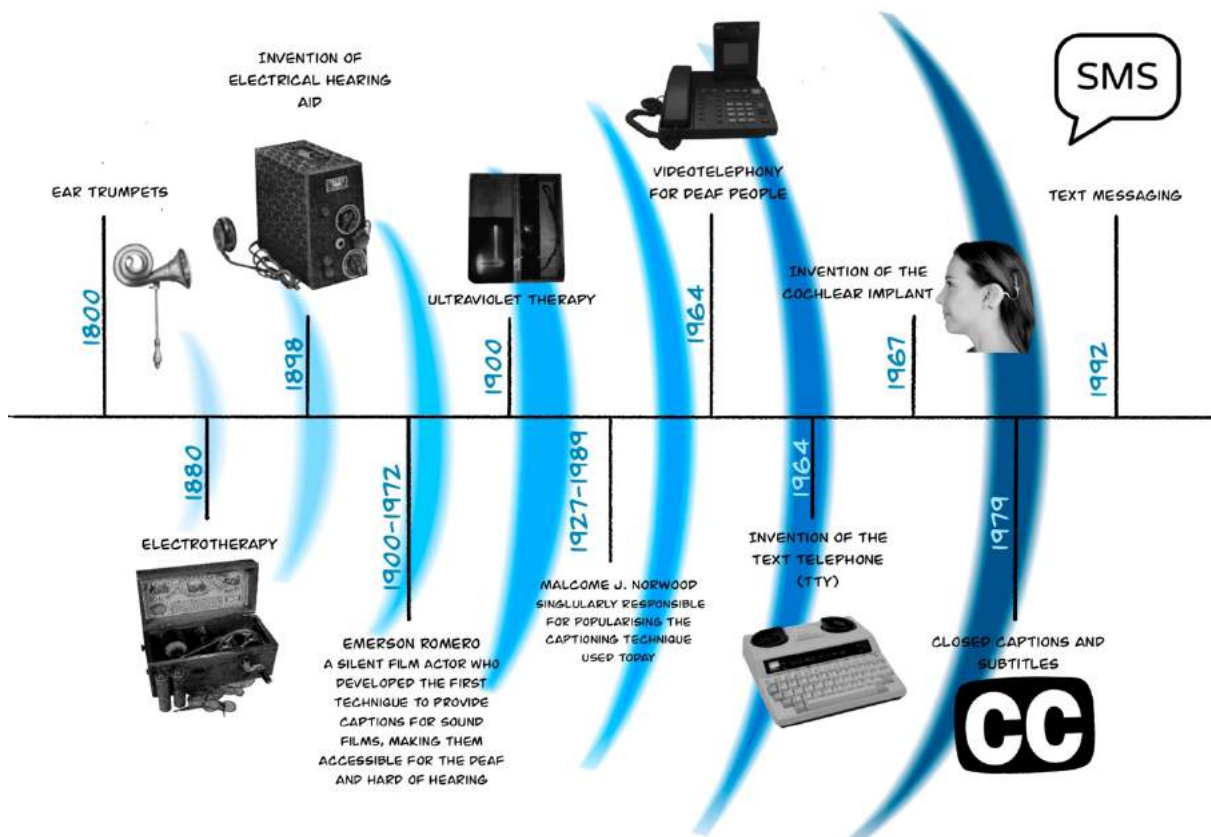 EAR TRUMPETS
1800
1880
ELECTROTHERAPY
INVENTION OF
ELECTRICAL HEARING
AID
1898
1900-1972
EMERSON ROMERO
A SILENT FILM ACTOR WHO
DEVELOPED THE FIRST
TECHNIQUE TO PROVIDE
CAPTIONS FOR SOUND
FILMS, MAKING THEM
ACCESSIBLE FOR THE DEAF
AND HARD OF HEARING
ULTRAVIOLET THERAPY
1900
1927-1989
MALCOME J. NORWOOD
SINGLULARLY RESPONSIBLE
FOR POPULARISING THE
CAPTIONING TECHNIQUE
USED TODAY
VIDEOTELEPHONY
FOR DEAF PEOPLE
1964
1964
INVENTION OF THE
TEXT TELEPHONE
(TTY)
INVENTION OF THE
COCHLEAR IMPLANT
1967
1979
CLOSED CAPTIONS AND
SUBTITLES
CC
SMS
TEXT MESSAGING
1992